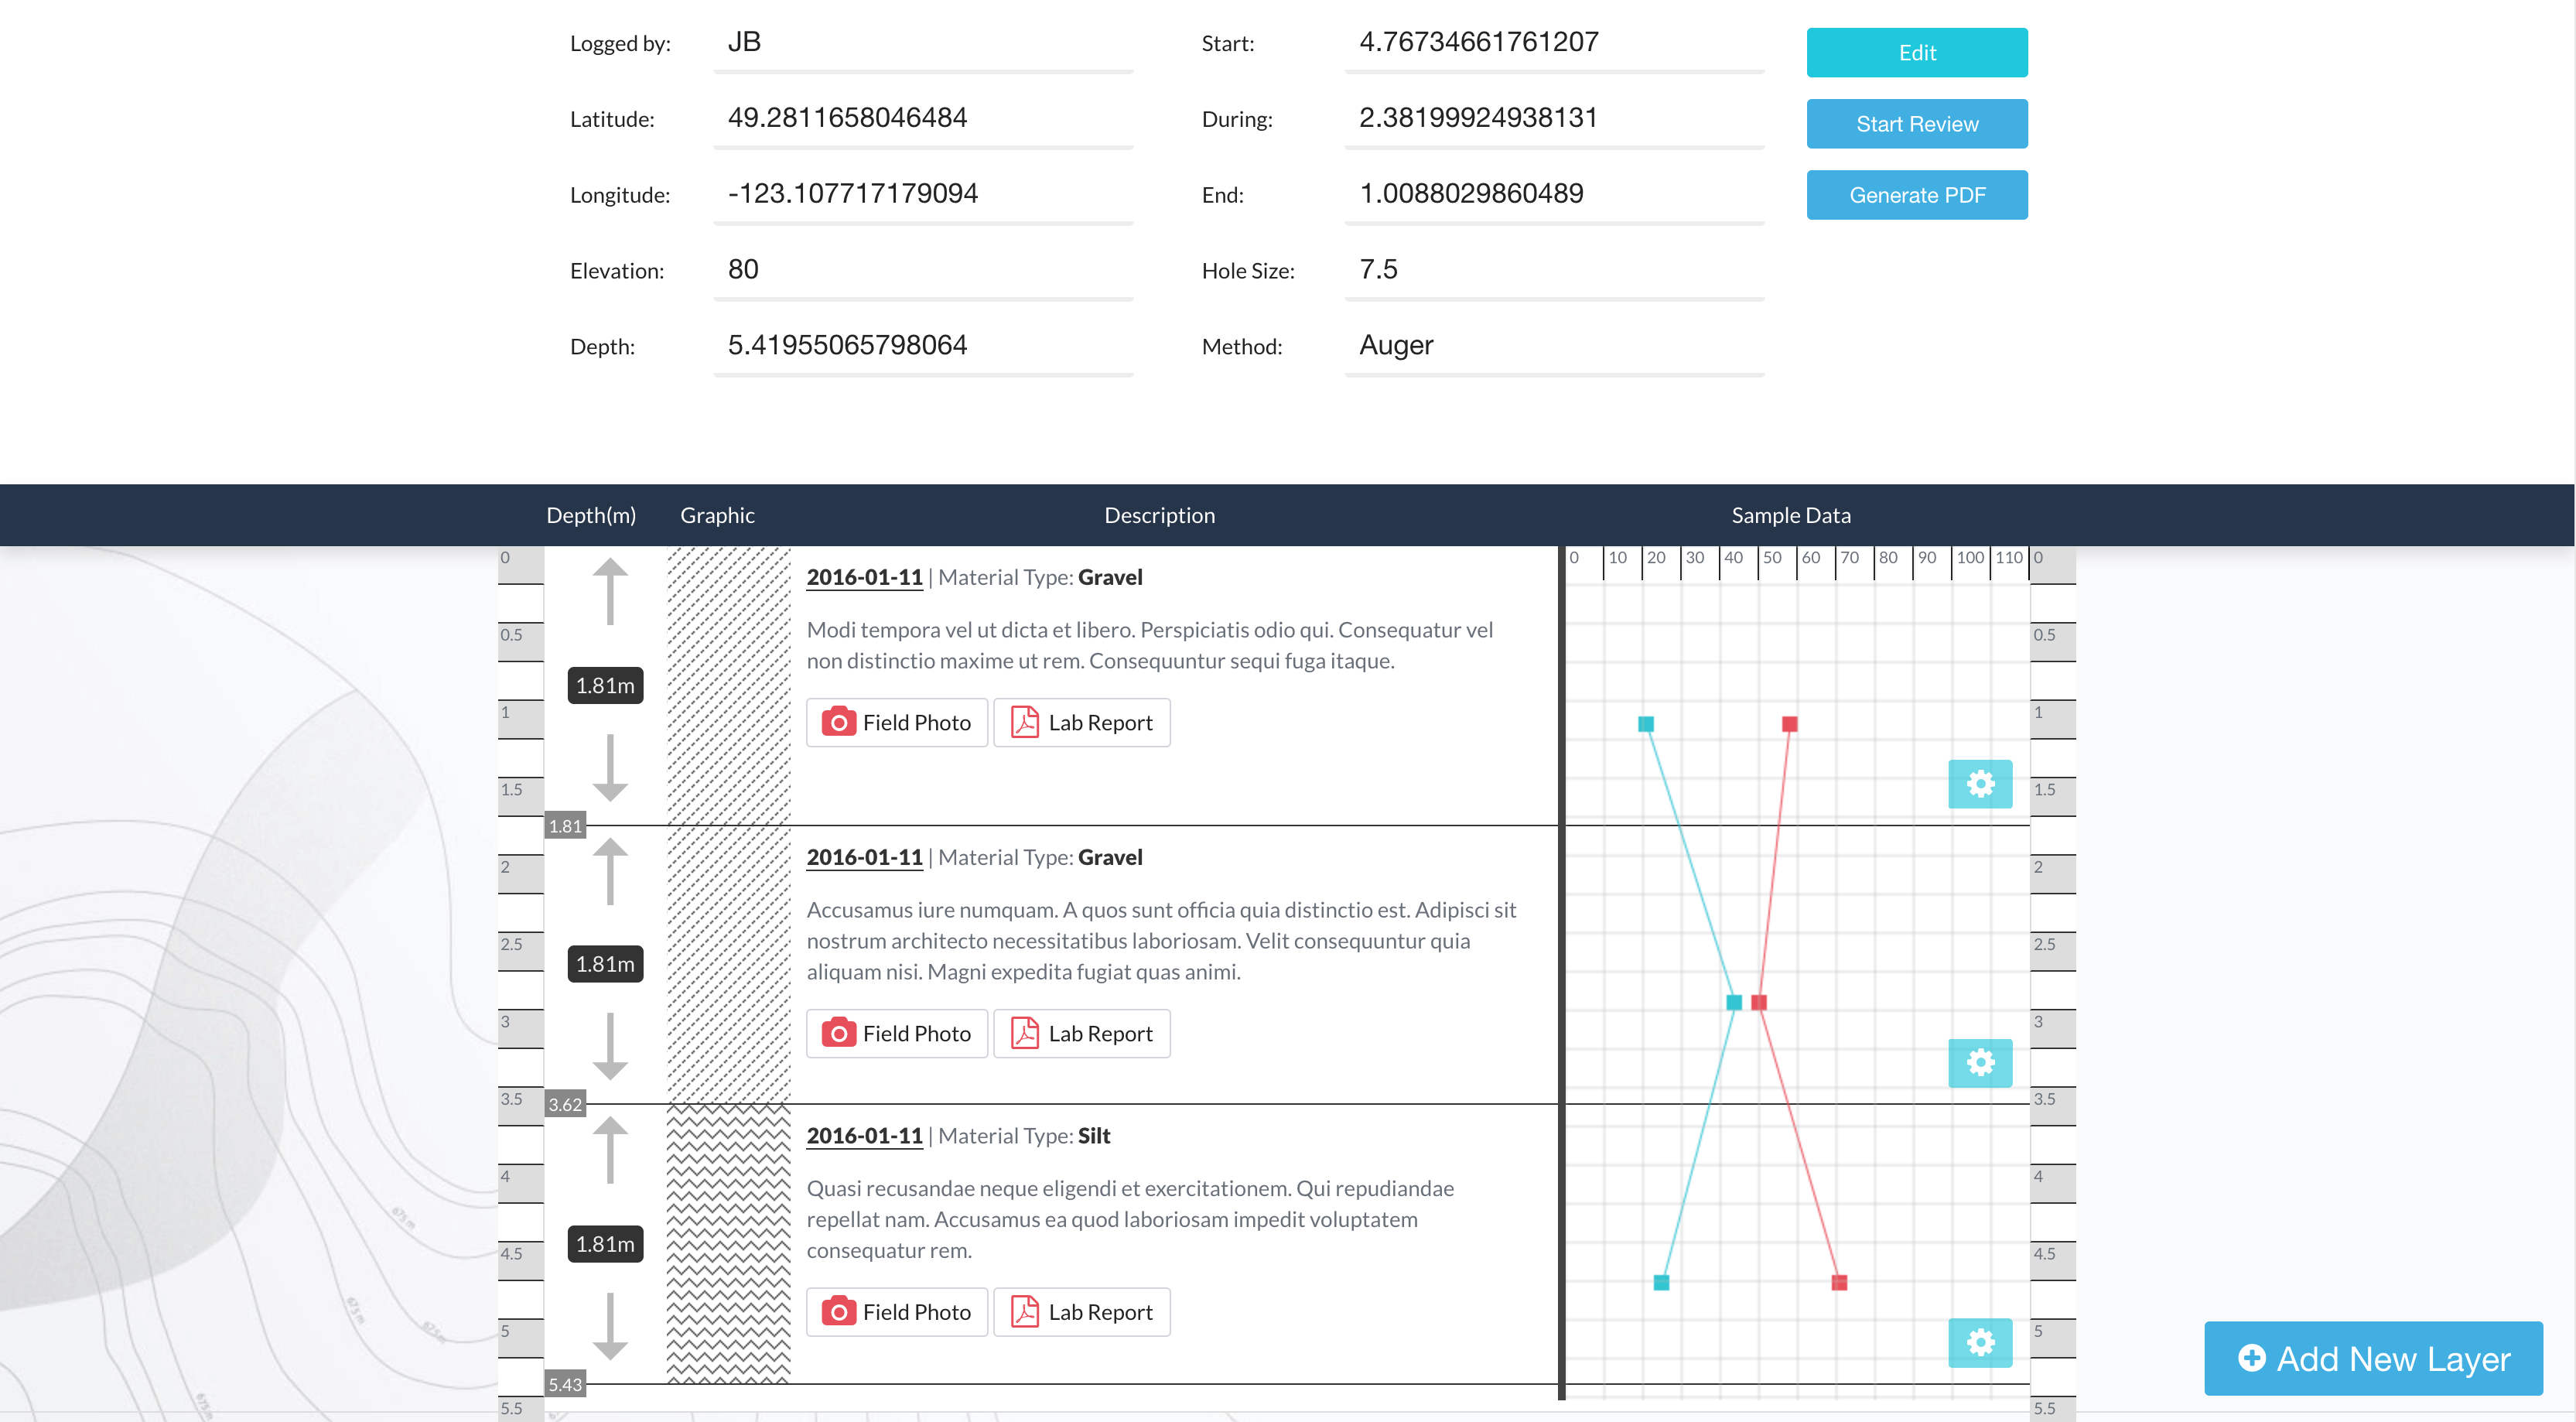 Logged by: JB Start: 4.76734661761207 Edit
Latitude: 49.2811658046484 During: 2.38199924938131 Start Review
Longitude: -123.107717179094 End: 1.0088029860489 Generate PDF
Elevation: 80 Hole Size: 7.5
Depth: 5.41955065798064 Method: Auger
Depth(m) Graphic Description Sample Data
0 0 10 20 30 40 50 60 70 80 90 100 110 0
2016-01-11 | Material Type: Gravel
Modi tempora vel ut dicta et libero. Perspiciatis odio qui. Consequatur vel
0.5 0.5
non distinctio maxime ut rem. Consequuntur sequi fuga itaque.
1.81m
1 1
Field Photo Lab Report
1.5 1.5
1.81
2016-01-11 | Material Type: Gravel
2 2
Accusamus iure numquam. A quos sunt officia quia distinctio est. Adipisci sit
nostrum architecto necessitatibus laboriosam. Velit consequuntur quia
2.5 2.5
1.81m
aliquam nisi. Magni expedita fugiat quas animi.
3 3
Field Photo Lab Report
3.5 3.62 3.5
2016-01-11 | Material Type: Silt
4 4
Quasi recusandae neque eligendi et exercitationem. Qui repudiandae
repellat nam. Accusamus ea quod laboriosam impedit voluptatem
675 m
1.81m
consequatur rem.
4.5 4.5
675 m
Field Photo Lab Report
5 5
675 m
Add New Layer
5.43
675 m
5.5 5.5